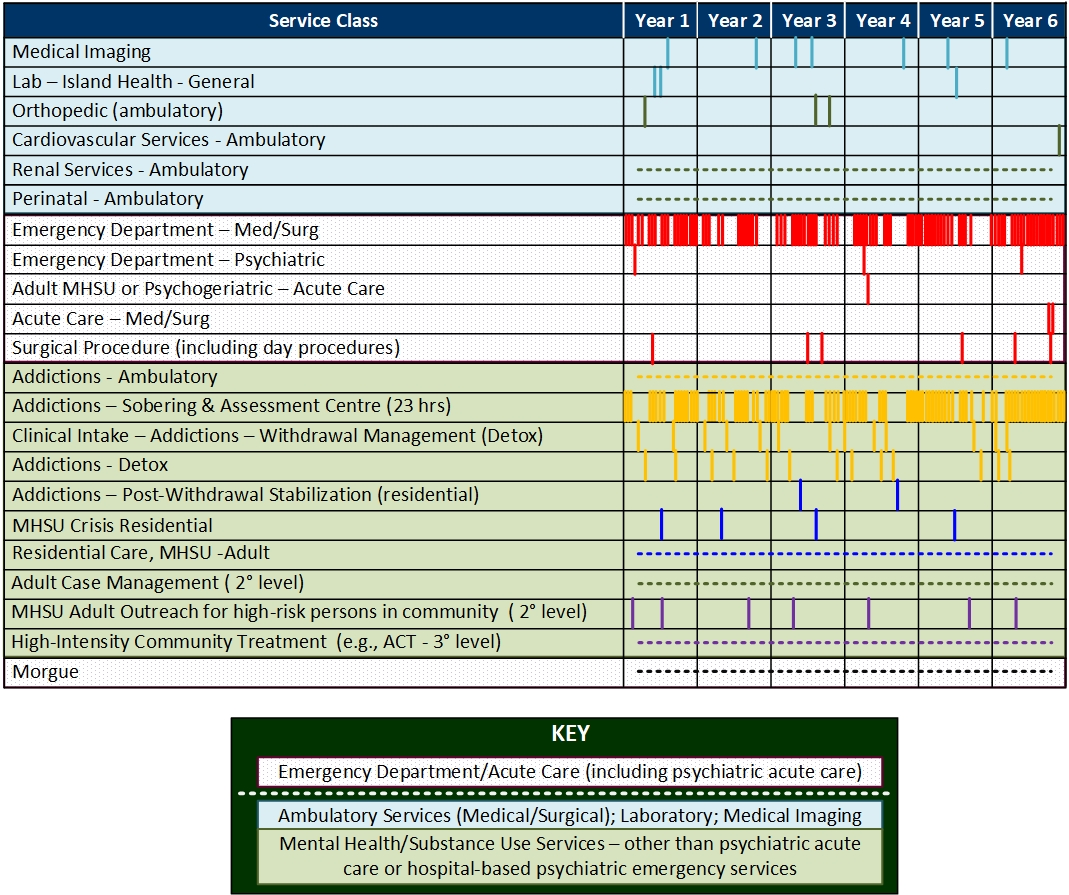 Service Class Year 1 Year 2 Year 3 Year 4 Year 5 Year 6
Medical Imaging
Lab – Island Health - General
Orthopedic (ambulatory)
Cardiovascular Services - Ambulatory
Renal Services - Ambulatory
Perinatal - Ambulatory
Emergency Department – Med/Surg
Emergency Department – Psychiatric
Adult MHSU or Psychogeriatric – Acute Care
Acute Care – Med/Surg
Surgical Procedure (including day procedures)
Addictions - Ambulatory
Addictions – Sobering & Assessment Centre (23 hrs)
Clinical Intake – Addictions – Withdrawal Management (Detox)
Addictions - Detox
Addictions – Post-Withdrawal Stabilization (residential)
MHSU Crisis Residential
Residential Care, MHSU -Adult
Adult Case Management ( 2° level)
MHSU Adult Outreach for high-risk persons in community ( 2° level)
High-Intensity Community Treatment (e.g., ACT - 3° level)
Morgue
KEY
Emergency Department/Acute Care (including psychiatric acute care)
Ambulatory Services (Medical/Surgical); Laboratory; Medical Imaging
Mental Health/Substance Use Services – other than psychiatric acute
care or hospital-based psychiatric emergency services